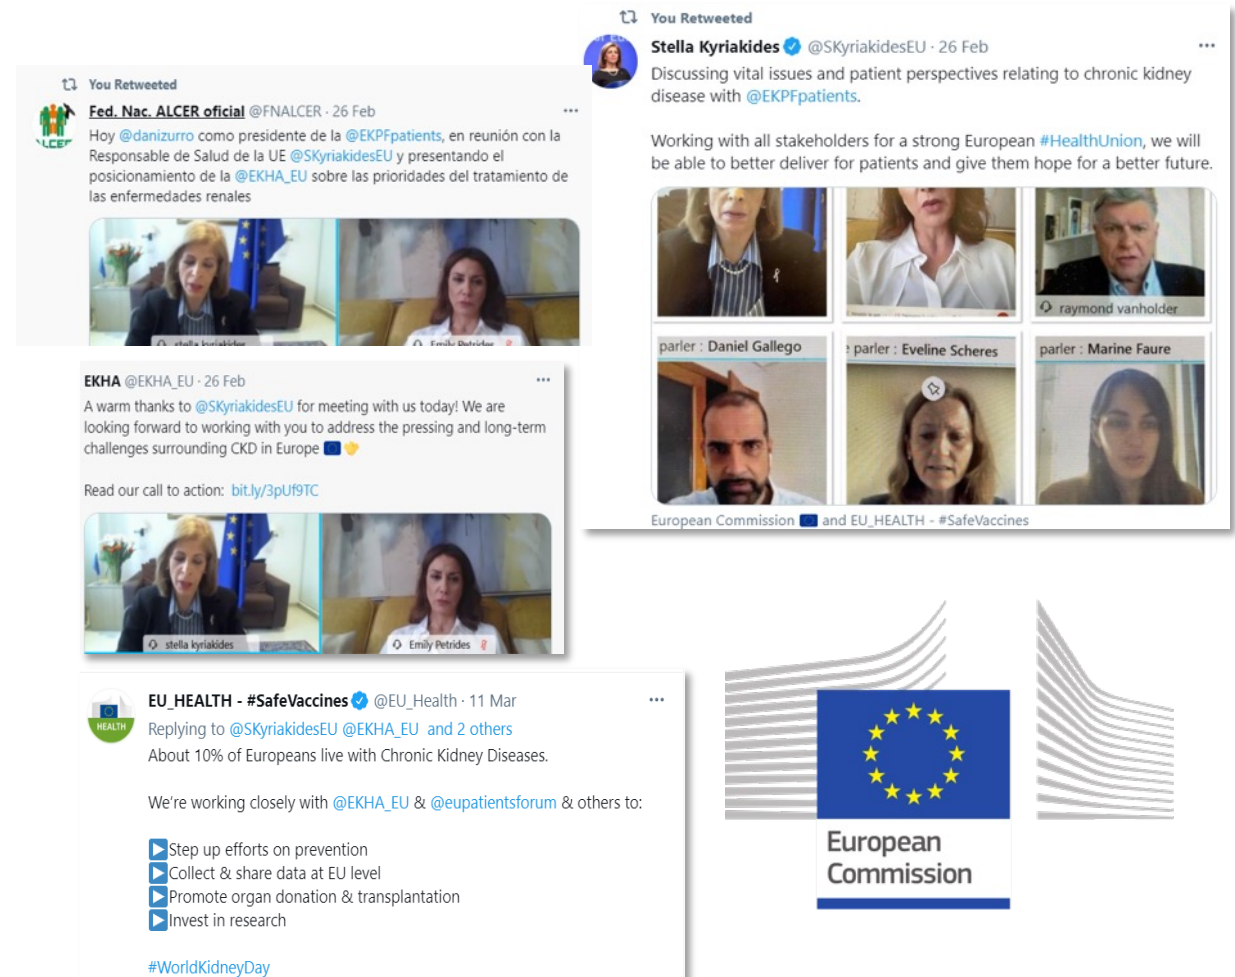 You Retweeted
Fed. Nac. ALCER oficial @FNALCER · 26 Feb
Hoy @danizurro como presidente de la @EKPFpatients, en reunión con la
Responsable de Salud de la UE @SKyriakidesEU y presentando el
posicionamiento de la @EKHA_EU sobre las prioridades del tratamiento de
las enfermedades renales
stella kyriakides
Emily Petrides
You Retweeted
Stella Kyriakides @SKyriakidesEU · 26 Feb
Discussing vital issues and patient perspectives relating to chronic kidney
disease with @EKPFpatients.
Working with all stakeholders for a strong European #HealthUnion, we will
be able to better deliver for patients and give them hope for a better future.
raymond vanholder
parler : Daniel Gallego
parler : Eveline Scheres
parler : Marine Faure
European Commission and EU_HEALTH - #SafeVaccines
EKHA @EKHA_EU · 26 Feb
A warm thanks to @SKyriakidesEU for meeting with us today! We are
looking forward to working with you to address the pressing and long-term
challenges surrounding CKD in Europe
Read our call to action: bit.ly/3pUf9TC
stella kyriakides
Emily Petrides
HEALTH
EU_HEALTH - #SafeVaccines @EU_Health · 11 Mar
Replying to @SKyriakidesEU @EKHA_EU and 2 others
About 10% of Europeans live with Chronic Kidney Diseases.
We're working closely with @EKHA_EU & @eupatientsforum & others to:
Step up efforts on prevention
Collect & share data at EU level
Promote organ donation & transplantation
Invest in research
#WorldKidneyDay
European
Commission